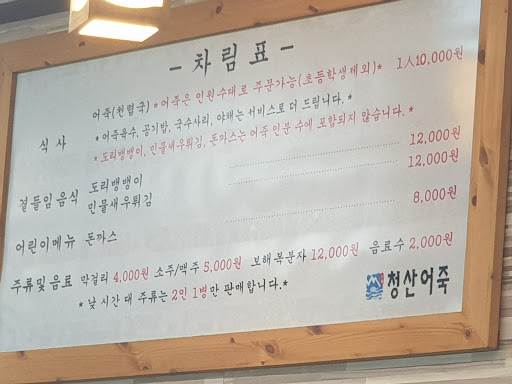 - 차림표 -
식사 어죽(천렵국) *어죽은 인원수대로 주문가능(초등학생제외)* 1人10,000원
*어죽육수, 공기밥, 국수사리, 야채는 서비스로 더 드립니다.*
*도리뱅뱅이, 민물새우튀김, 돈까스는 어죽 인분 수에 포함되지 않습니다.*
곁들임음식 도리뱅뱅이 12,000원
민물새우튀김 12,000원
어린이메뉴 돈까스 8,000원
주류및음료 막걸리 4,000원 소주/맥주 5,000원 보해복분자 12,000원 음료수 2,000원
*낮 시간대 주류는 2인 1병만 판매합니다.*
청산어죽